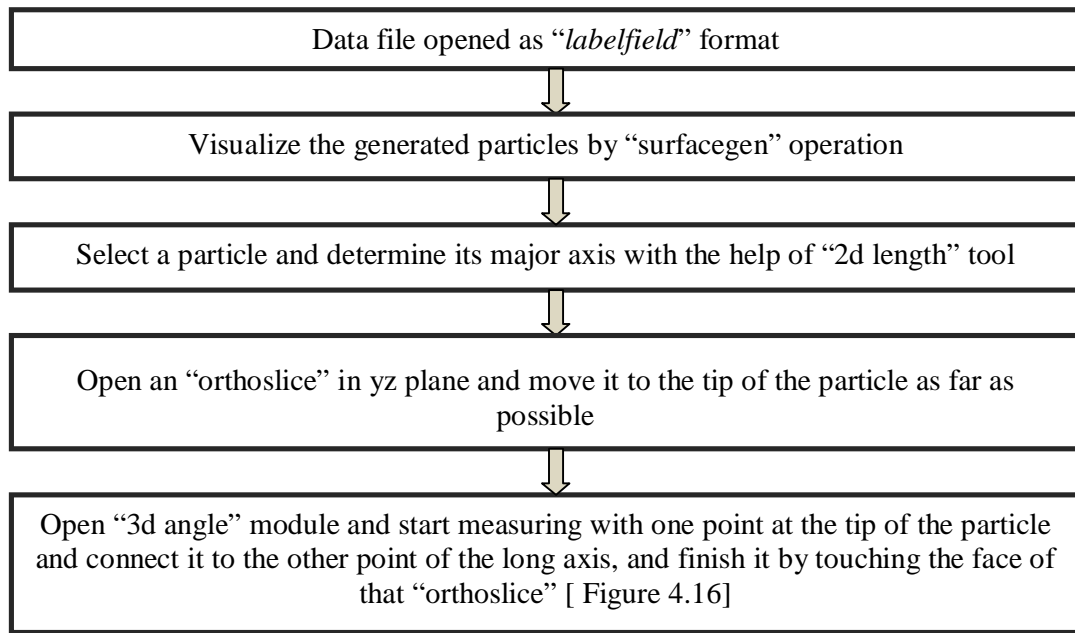 Data file opened as “labelfield” format
Visualize the generated particles by “surfacegen” operation
Select a particle and determine its major axis with the help of “2d length” tool
Open an “orthoslice” in yz plane and move it to the tip of the particle as far as
possible
Open “3d angle” module and start measuring with one point at the tip of the particle
and connect it to the other point of the long axis, and finish it by touching the face of
that “orthoslice” [ Figure 4.16]